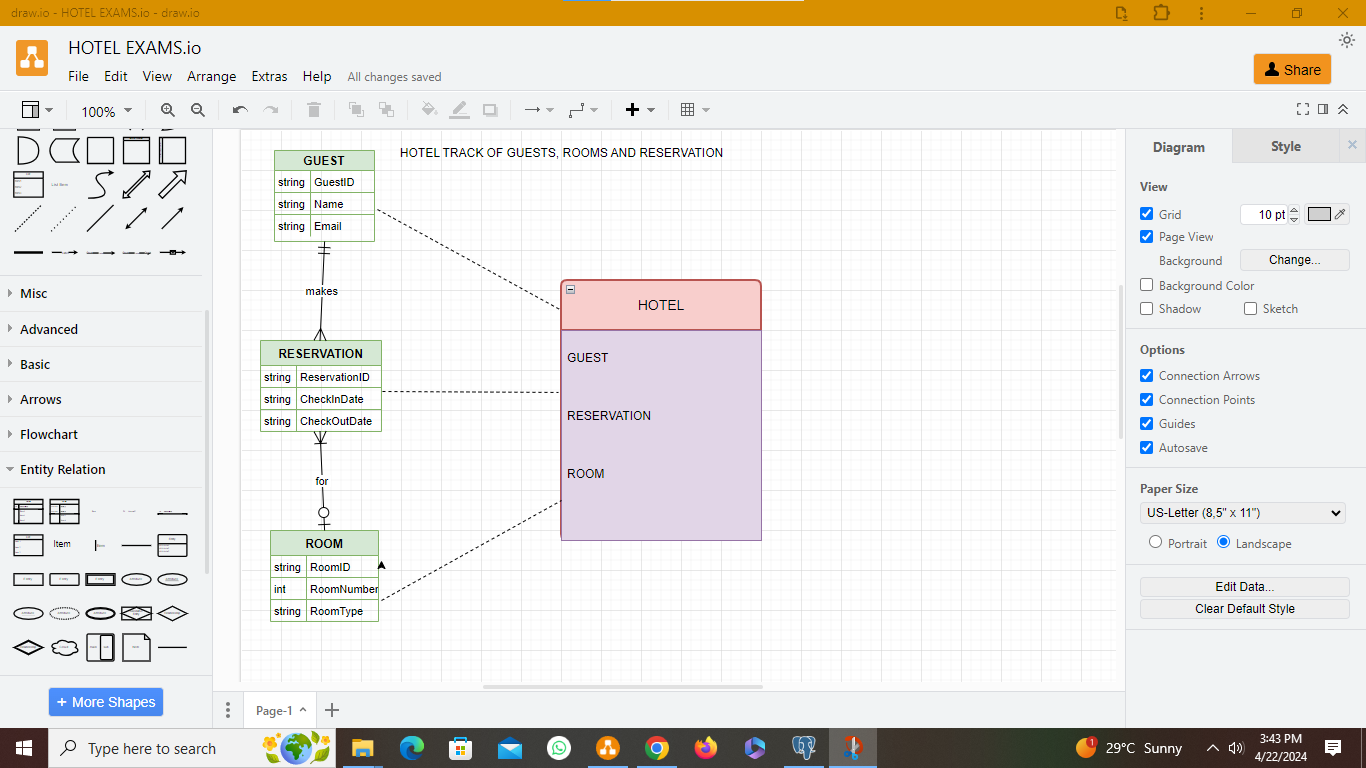 draw.io - HOTEL EXAMS.io - draw.io
HOTEL EXAMS.io
File Edit View Arrange Extras Help All changes saved
Share
100%
Misc
Advanced
Basic
Arrows
Flowchart
Entity Relation
Item
+ More Shapes
HOTEL TRACK OF GUESTS, ROOMS AND RESERVATION
GUEST
string GuestID
string Name
string Email
makes
RESERVATION
string ReservationID
string CheckInDate
string CheckOutDate
for
ROOM
string RoomID
int RoomNumber
string RoomType
HOTEL
GUEST
RESERVATION
ROOM
Page-1
Diagram Style
View
Grid 10 pt
Page View
Background Change...
Background Color
Shadow Sketch
Options
Connection Arrows
Connection Points
Guides
Autosave
Paper Size
US-Letter (8,5" x 11")
Portrait Landscape
Edit Data...
Clear Default Style
Type here to search
1
29°C Sunny
3:43 PM
4/22/2024